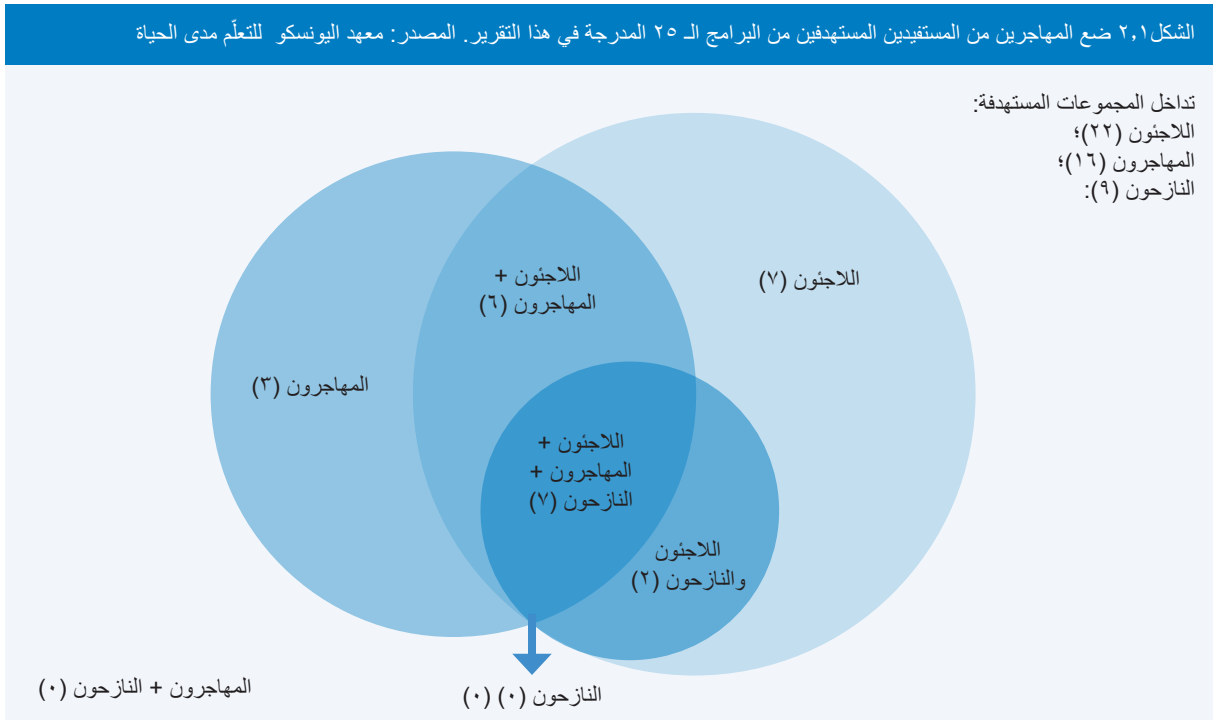 الشكل٢,١ ضع المهاجرين من المستفيدين المستهدفين من البرامج الـ ٢٥ المدرجة في هذا التقرير. المصدر: معهد اليونسكو للتعلّم مدى الحياة
تداخل المجموعات المستهدفة:
اللاجئون (٢٢)؛
المهاجرون (١٦)؛
النازحون (٩):
اللاجئون +
المهاجرون (٦)
اللاجئون (٧)
المهاجرون (٣)
اللاجئون +
المهاجرون +
النازحون (٧)
اللاجئون
والنازحون (٢)
النازحون (٠) (٠)
المهاجرون + النازحون (٠)